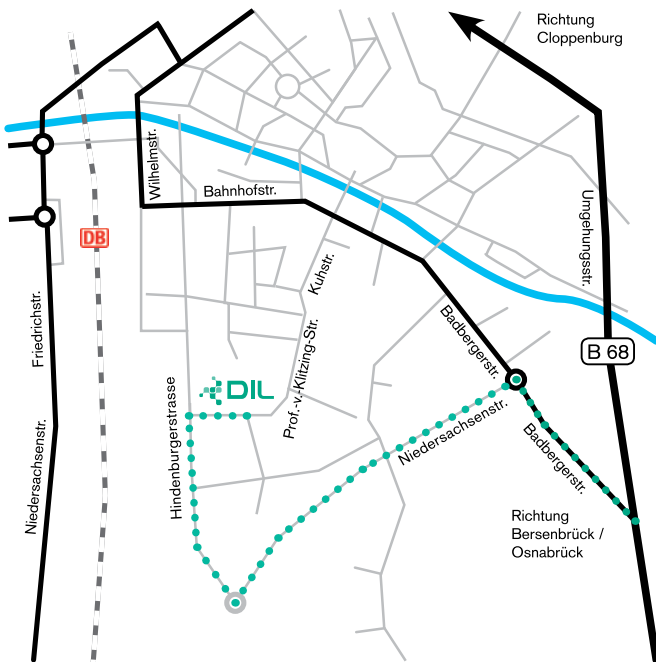 Richtung
Cloppenburg
Wilhelmstr.
Bahnhofstr.
Umgehungsstr.
DB
Kuhstr.
Friedrichstr.
Badbergerstr.
B 68
Prof.-v.-Klitzing-Str.
DIL
Hindenburgerstrasse
Niedersachsenstr.
Niedersachsenstr.
Badbergerstr.
Richtung
Bersenbrück /
Osnabrück